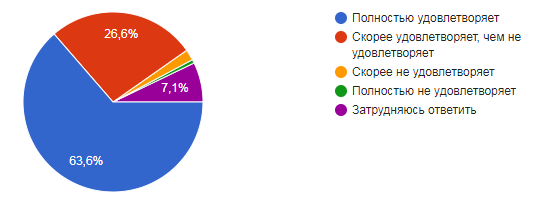 26,6%
7,1%
63,6%
Полностью удовлетворяет
Скорее удовлетворяет, чем не
удовлетворяет
Скорее не удовлетворяет
Полностью не удовлетворяет
Затрудняюсь ответить